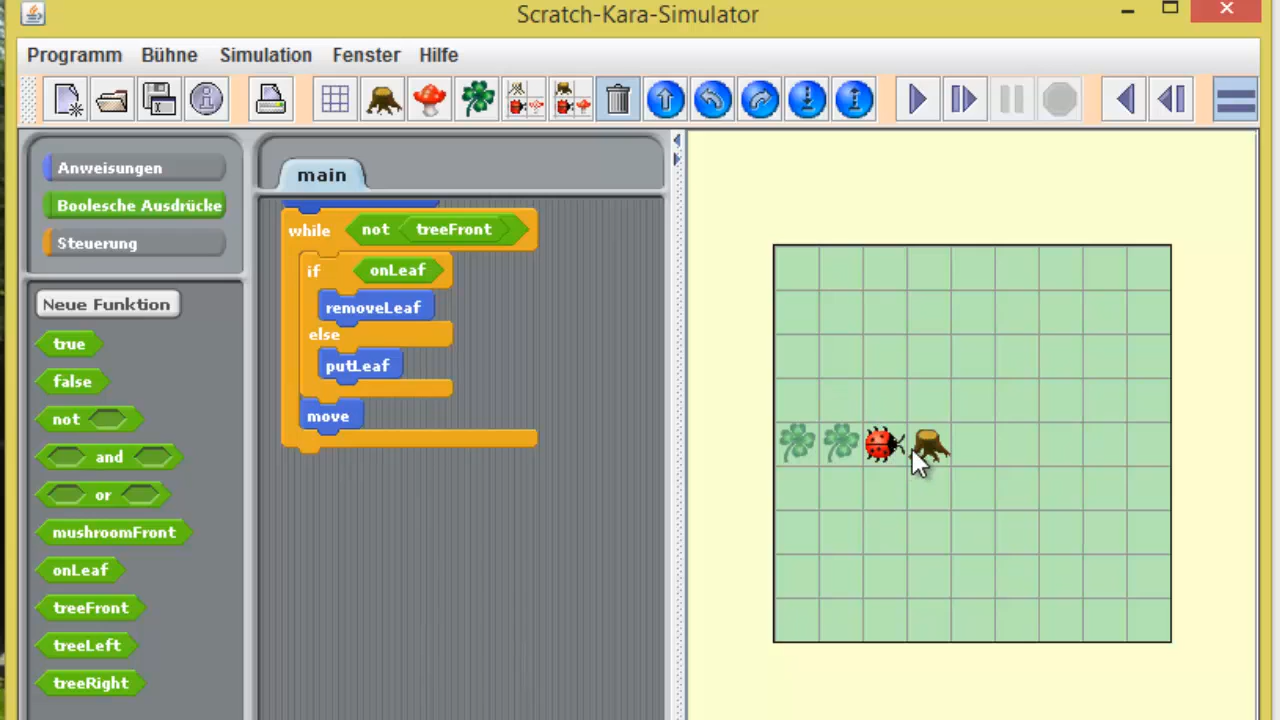 Scratch-Kara-Simulator
Programm Bühne Simulation Fenster Hilfe
Anweisungen
Boolesche Ausdrücke
Steuerung
Neue Funktion
true
false
not
and
or
mushroomFront
onLeaf
treeFront
treeLeft
treeRight
main
while not treeFront
if onLeaf
removeLeaf
else
putLeaf
move